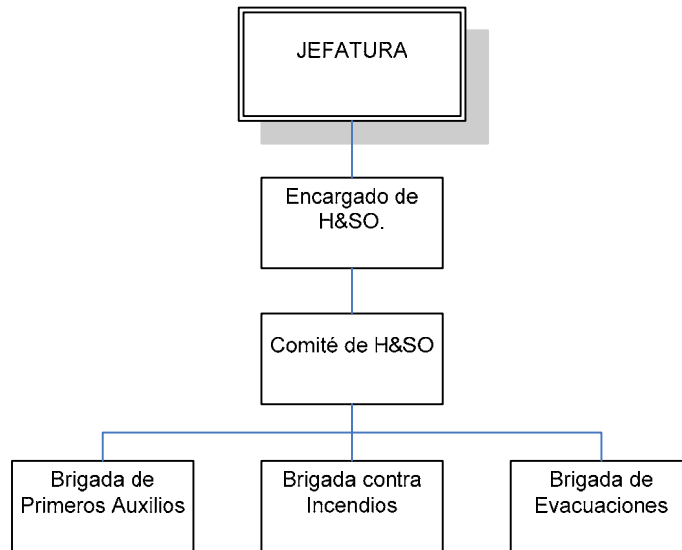 JEFATURA
Encargado de
H&SO.
Comité de H&SO
Brigada de
Primeros Auxilios
Brigada contra
Incendios
Brigada de
Evacuaciones